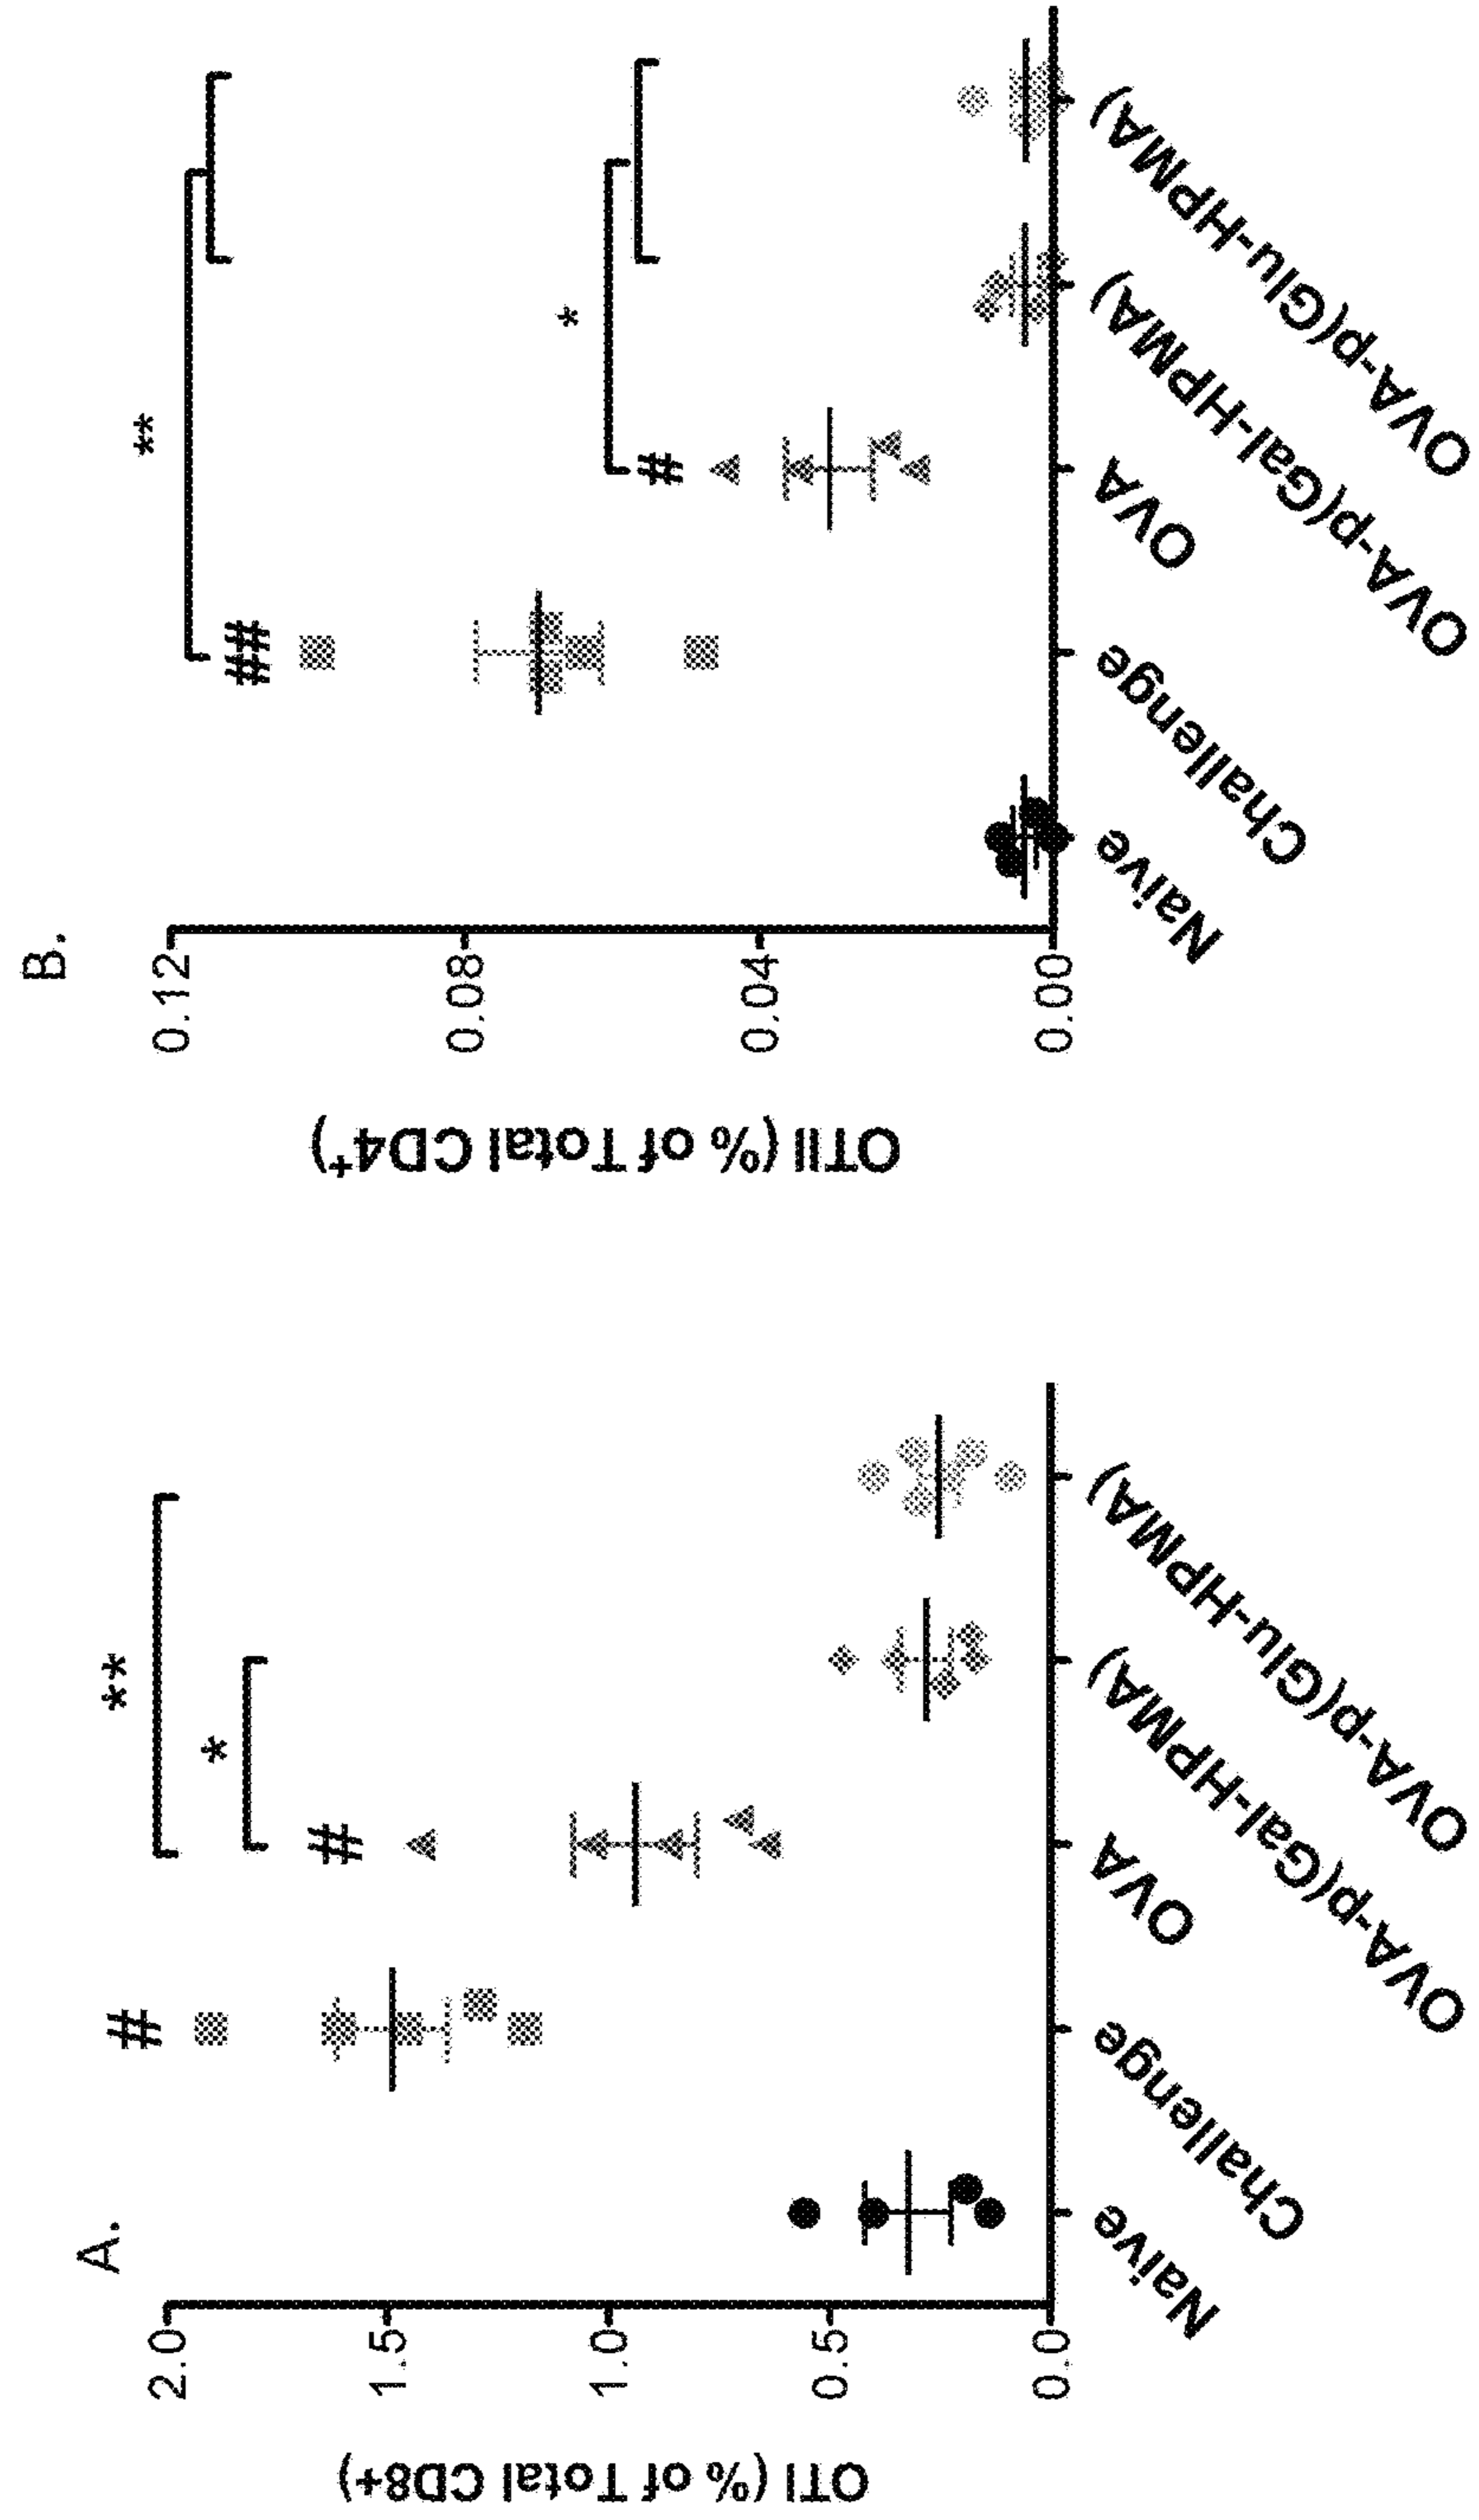 A.
OTI (% of Total CD8+)
2.0
1.5
1.0
0.5
0.0
**
*
#
#
Naive
Challenge
OVA
OVA-p(Gal-HPMA)
OVA-p(Glu-HPMA)
B.
OTII (% of Total CD4+)
0.12
0.08
0.04
0.00
**
##
*
#
Naive
Challenge
OVA
OVA-p(Gal-HPMA)
OVA-p(Glu-HPMA)